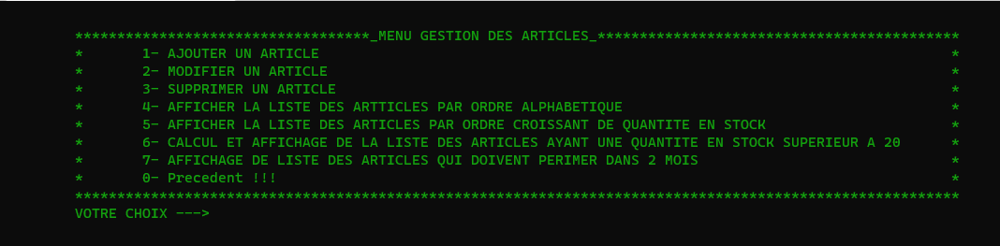 ***********************************_MENU GESTION DES ARTICLES_*******************************************
* 1- AJOUTER UN ARTICLE *
* 2- MODIFIER UN ARTICLE *
* 3- SUPPRIMER UN ARTICLE *
* 4- AFFICHER LA LISTE DES ARTTICLES PAR ORDRE ALPHABETIQUE *
* 5- AFFICHER LA LISTE DES ARTICLES PAR ORDRE CROISSANT DE QUANTITE EN STOCK *
* 6- CALCUL ET AFFICHAGE DE LA LISTE DES ARTICLES AYANT UNE QUANTITE EN STOCK SUPERIEUR A 20 *
* 7- AFFICHAGE DE LISTE DES ARTICLES QUI DOIVENT PERIMER DANS 2 MOIS *
* 0- Precedent !!! *
*********************************************************************************************************
VOTRE CHOIX --->